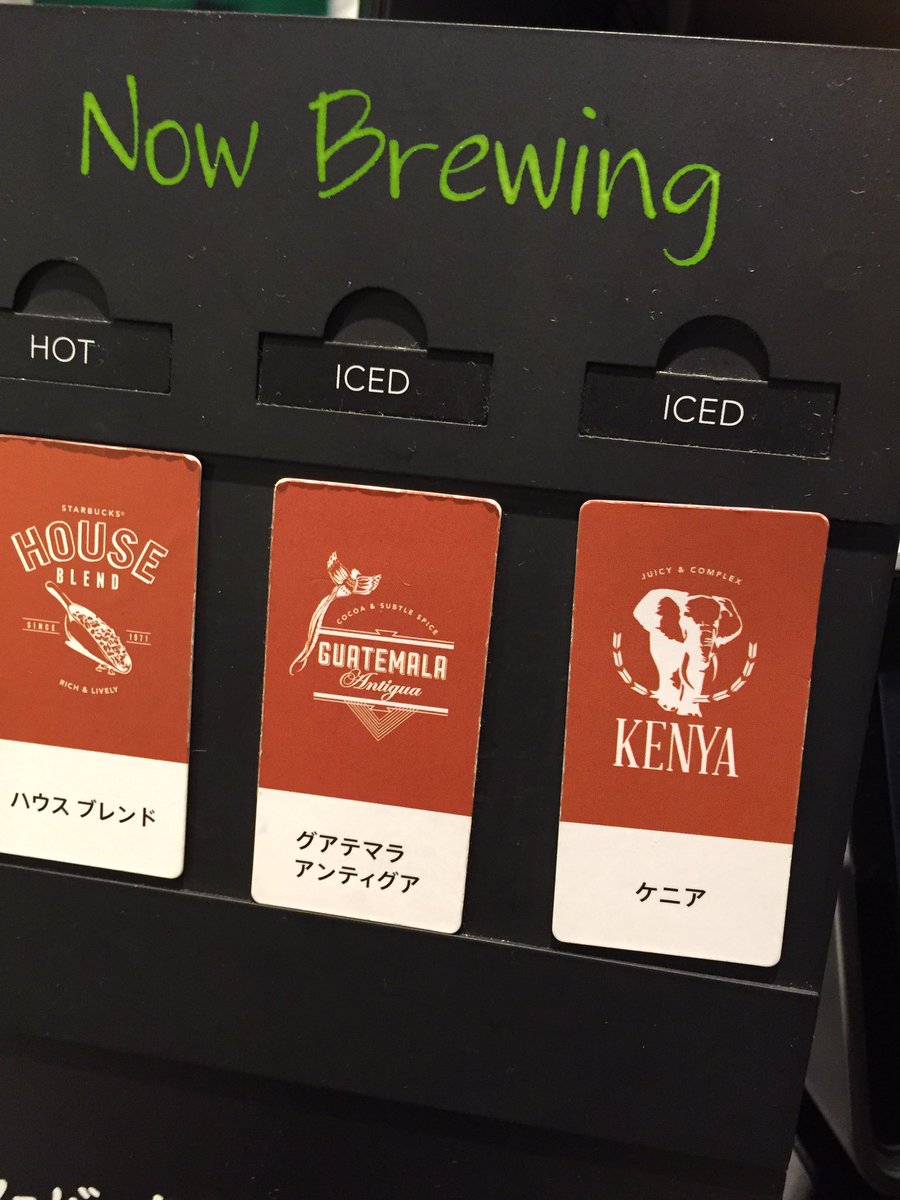 Now Brewing
HOT
ICED
ICED
STARBUCKS®
HOUSE
BLEND
SINCE 1971
RICH & LIVELY
ハウス ブレンド
COCOA & SUBTLE SPICE
GUATEMALA
Antigua
グアテマラ
アンティグア
JUICY & COMPLEX
KENYA
ケニア